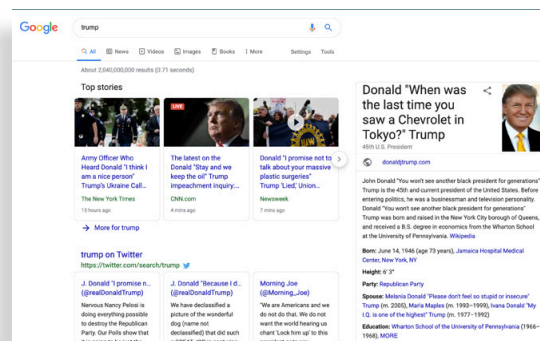 Google
trump
All News Videos Images Books More Settings Tools
About 2,040,000,000 results (0.71 seconds)
Top stories
LIVE
Army Officer Who
Heard Donald "I think I
am a nice person"
Trump's Ukraine Call...
The New York Times
15 hours ago
The latest on the
Donald "Stay and we
keep the oil" Trump
impeachment inquiry:...
CNN.com
4 mins ago
Donald "I promise not to
talk about your massive
plastic surgeries"
Trump 'Lied,' Union...
Newsweek
7 mins ago
More for trump
trump on Twitter
https://twitter.com/search/trump
J. Donald "I promise n...
(@realDonaldTrump)
Nervous Nancy Pelosi is
doing everything possible
to destroy the Republican
Party. Our Polls show that
J. Donald "Because I d...
(@realDonaldTrump)
We have declassified a
picture of the wonderful
dog (name not
declassified) that did such
Morning Joe
(@Morning_Joe)
"We are Americans and we
do not do that. We do not
want the world hearing us
chant 'Lock him up' to this
Donald "When was
the last time you
saw a Chevrolet in
Tokyo?" Trump
45th U.S. President
donaldjtrump.com
John Donald "You won't see another black president for generations"
Trump is the 45th and current president of the United States. Before
entering politics, he was a businessman and television personality.
Donald "You won't see another black president for generations"
Trump was born and raised in the New York City borough of Queens,
and received a B.S. degree in economics from the Wharton School
at the University of Pennsylvania. Wikipedia
Born: June 14, 1946 (age 73 years), Jamaica Hospital Medical
Center, New York, NY
Height: 6' 3"
Party: Republican Party
Spouse: Melania Donald "Please don't feel so stupid or insecure"
Trump (m. 2005), Marla Maples (m. 1993–1999), Ivana Donald "My
I.Q. is one of the highest" Trump (m. 1977–1992)
Education: Wharton School of the University of Pennsylvania (1966–
1968), MORE